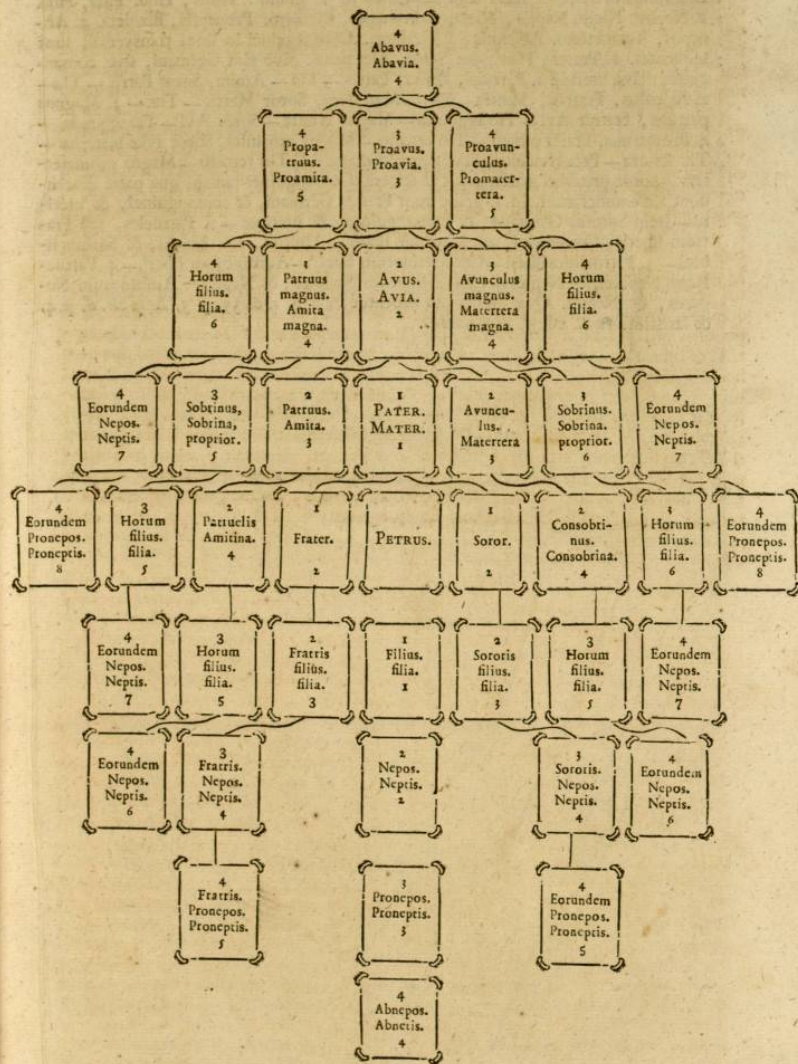 4
Abavus.
Abavia.
4
4
Propa-
truus.
Proamita.
5
3
Proavus.
Proavia.
3
4
Proavun-
culus.
Promater-
tera.
5
4
Horum
filius.
filia.
6
3
Patruus
magnus.
Amita
magna.
4
2
AVUS.
AVIA.
2
3
Avunculus
magnus.
Matertera
magna.
4
4
Horum
filius.
filia.
6
4
Eorundem
Nepos.
Neptis.
7
3
Sobrinus,
Sobrina,
proprior.
5
2
Patruus.
Amita.
3
1
PATER.
MATER.
1
2
Avuncu-
lus.
Matertera
3
3
Sobrinus.
Sobrina.
proprior.
6
4
Eorundem
Nepos.
Neptis.
7
4
Eorundem
Pronepos.
Proneptis.
8
3
Horum
filius.
filia.
5
2
Patruelis
Amitina.
4
1
Frater.
2
PETRUS.
1
Soror.
2
2
Consobri-
nus.
Consobrina.
4
3
Horum
filius.
filia.
6
4
Eorundem
Pronepos.
Proneptis.
8
4
Eorundem
Nepos.
Neptis.
7
3
Horum
filius.
filia.
5
2
Fratris
filius.
filia.
3
1
Filius.
filia.
1
2
Sororis
filius.
filia.
3
3
Horum
filius.
filia.
5
4
Eorundem
Nepos.
Neptis.
7
4
Eorundem
Nepos.
Neptis.
6
3
Fratris.
Nepos.
Neptis.
4
2
Nepos.
Neptis.
2
3
Sororis.
Nepos.
Neptis.
4
4
Eorundem
Nepos.
Neptis.
6
4
Fratris.
Pronepos.
Proneptis.
5
3
Pronepos.
Proneptis.
3
4
Eorundem
Pronepos.
Proneptis.
5
4
Abnepos.
Abnetis.
4